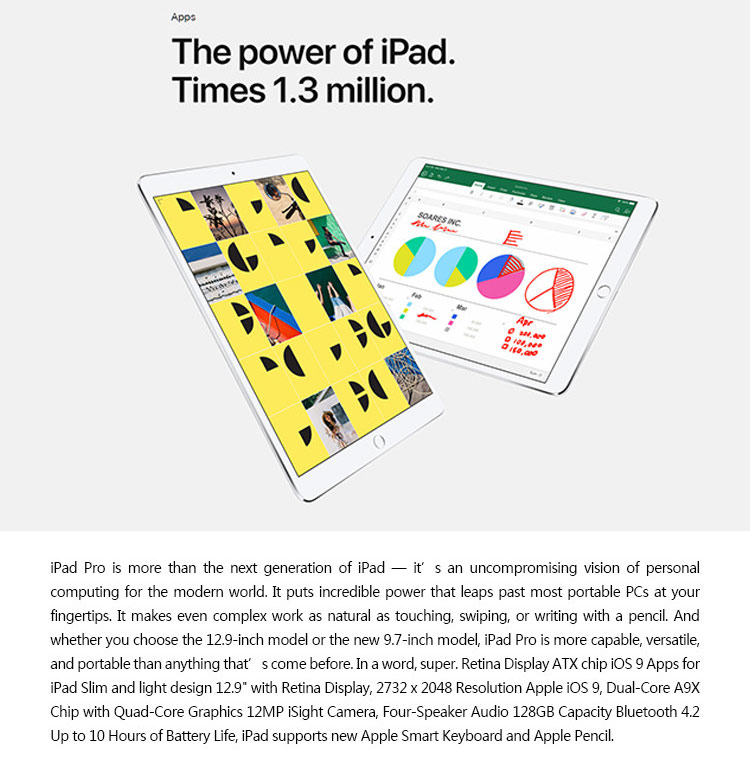 Apps
The power of iPad.
Times 1.3 million.
SOARES INC.
Feb
Mar
Apr
iPad Pro is more than the next generation of iPad — it's an uncompromising vision of personal
computing for the modern world. It puts incredible power that leaps past most portable PCs at your
fingertips. It makes even complex work as natural as touching, swiping, or writing with a pencil. And
whether you choose the 12.9-inch model or the new 9.7-inch model, iPad Pro is more capable, versatile,
and portable than anything that's come before. In a word, super. Retina Display ATX chip iOS 9 Apps for
iPad Slim and light design 12.9" with Retina Display, 2732 x 2048 Resolution Apple iOS 9, Dual-Core A9X
Chip with Quad-Core Graphics 12MP iSight Camera, Four-Speaker Audio 128GB Capacity Bluetooth 4.2
Up to 10 Hours of Battery Life, iPad supports new Apple Smart Keyboard and Apple Pencil.